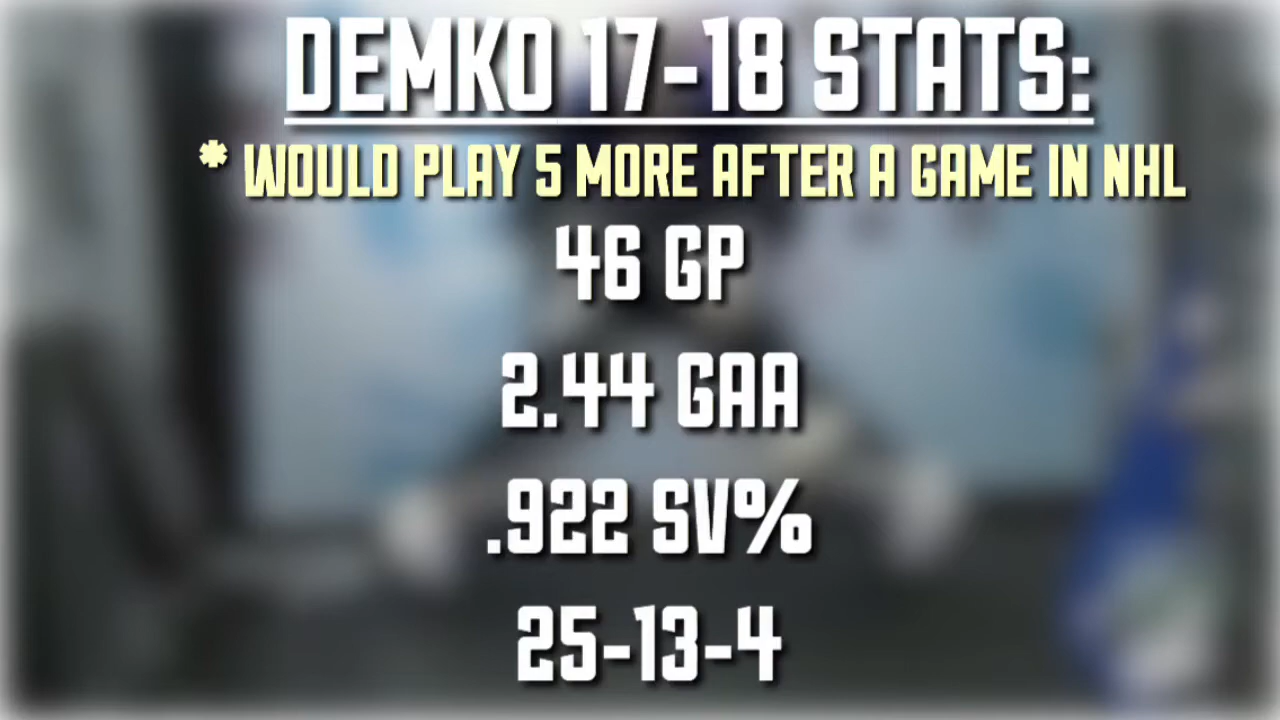 DEMKO 17-18 STATS:
* WOULD PLAY 5 MORE AFTER A GAME IN NHL
46 GP
2.44 GAA
.922 SV%
25-13-4